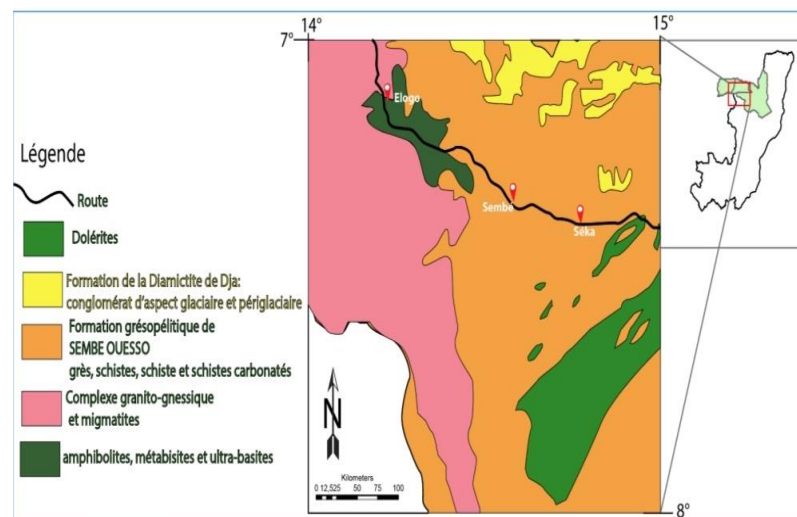 14°
15°
7°
Elogo
Légende
Route
Sembé
Séka
Dolérites
Formation de la Diamictite de Dja:
conglomérat d'aspect glaciaire et périglaciaire
Formation grésopélitique de
SEMBE OUESSO
grès, schistes, schiste et schistes carbonatés
Complexe granito-gnessique
et migmatites
N
amphibolites, métabisites et ultra-basites
Kilometers
0 12,525 50 75 100
8°